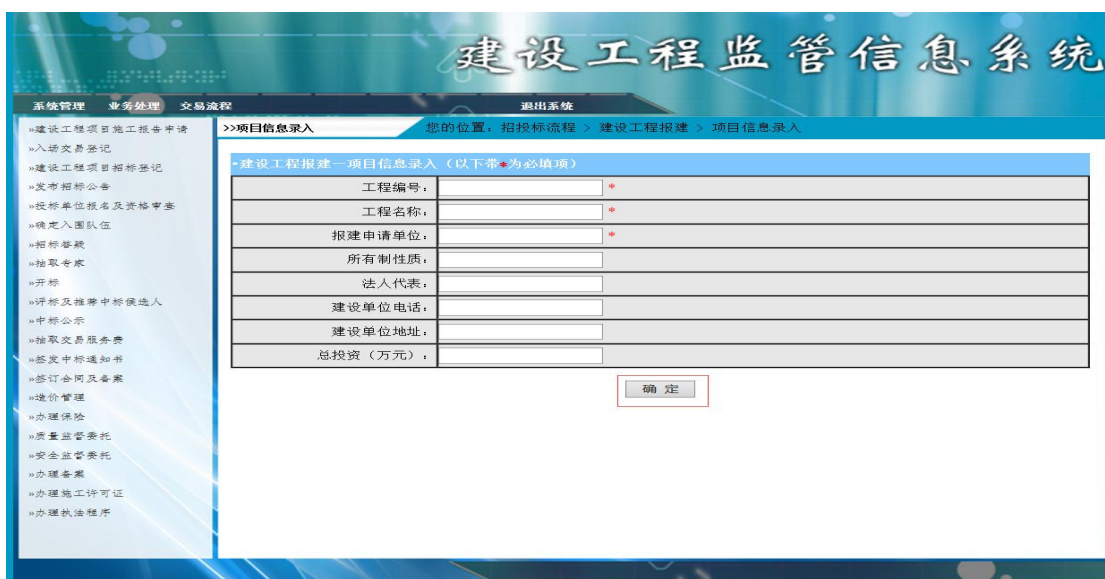 建设工程监管信息系统
系统管理 业务处理 交易流程 退出系统
>>项目信息录入 您的位置：招投标流程 > 建设工程报建 > 项目信息录入
»建设工程项目施工报告申请
»入场交易登记
»建设工程项目招标登记
»发布招标公告
»投标单位报名及资格审查
»确定入围队伍
»招标答疑
»抽取专家
»开标
»评标及推荐中标候选人
»中标公示
»抽取交易服务费
»签发中标通知书
»签订合同及备案
»造价管理
»办理保险
»质量监督委托
»安全监督委托
»办理备案
»办理施工许可证
»办理执法程序
•建设工程报建—项目信息录入（以下带*为必填项）
工程编号： *
工程名称： *
报建申请单位： *
所有制性质：
法人代表：
建设单位电话：
建设单位地址：
总投资（万元）：
确 定